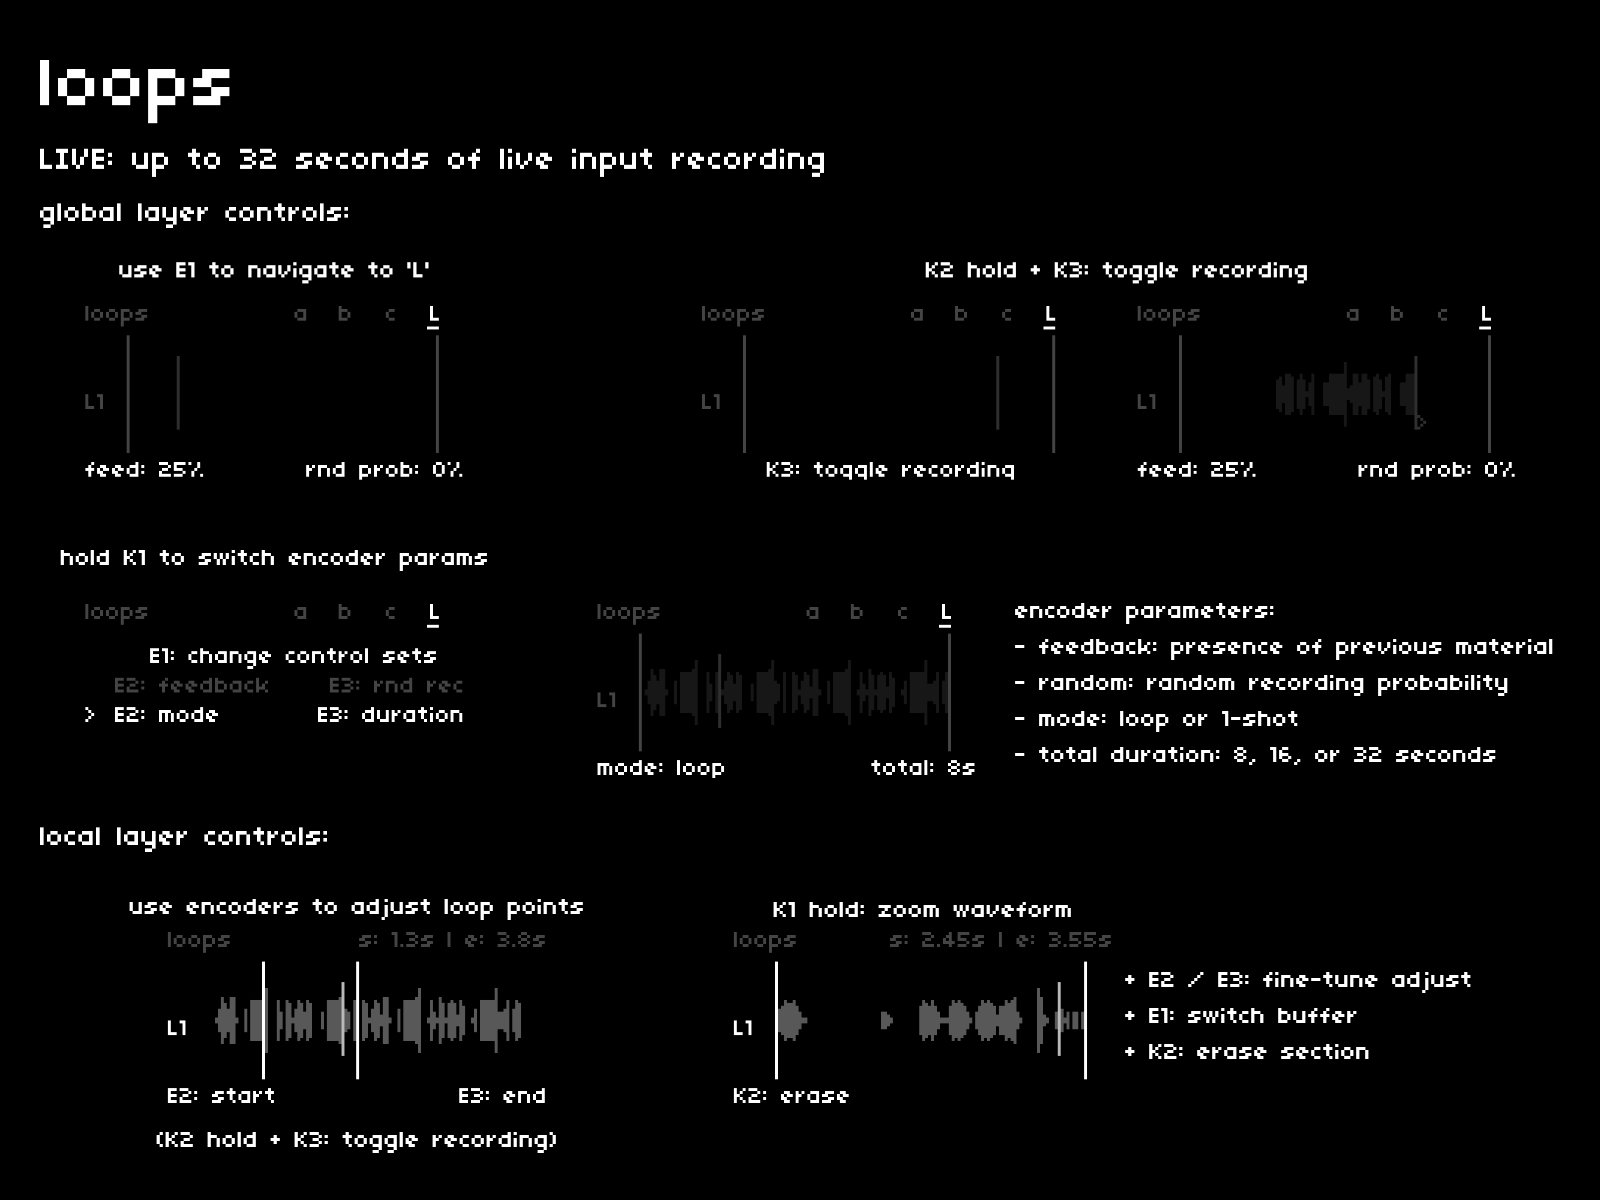 loops
LIVE: up to 32 seconds of live input recording
global layer controls:
use E1 to navigate to 'L'
loops a b c L
L1
feed: 25% rnd prob: 0%
K2 hold + K3: toggle recording
loops a b c L
L1
K3: toggle recording
loops a b c L
L1
feed: 25% rnd prob: 0%
hold K1 to switch encoder params
loops a b c L
E1: change control sets
E2: feedback E3: rnd rec
> E2: mode E3: duration
loops a b c L
L1
mode: loop total: 8s
encoder parameters:
- feedback: presence of previous material
- random: random recording probability
- mode: loop or 1-shot
- total duration: 8, 16, or 32 seconds
local layer controls:
use encoders to adjust loop points
loops s: 1.3s | e: 3.8s
L1
E2: start E3: end
(K2 hold + K3: toggle recording)
K1 hold: zoom waveform
loops s: 2.45s | e: 3.55s
L1
K2: erase
+ E2 / E3: fine-tune adjust
+ E1: switch buffer
+ K2: erase section